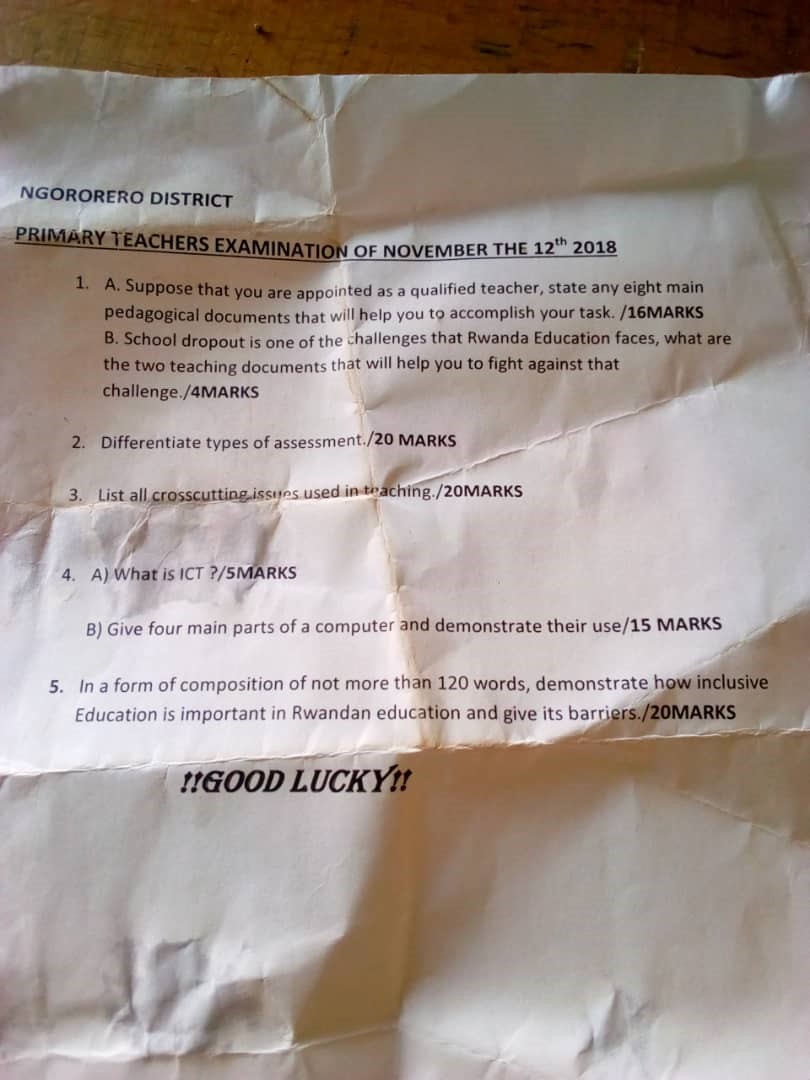 NGORORERO DISTRICT
PRIMARY TEACHERS EXAMINATION OF NOVEMBER THE 12th 2018
1. A. Suppose that you are appointed as a qualified teacher, state any eight main
pedagogical documents that will help you to accomplish your task. /16MARKS
B. School dropout is one of the challenges that Rwanda Education faces, what are
the two teaching documents that will help you to fight against that
challenge./4MARKS
2. Differentiate types of assessment./20 MARKS
3. List all crosscutting issues used in teaching./20MARKS
4. A) What is ICT ?/5MARKS
B) Give four main parts of a computer and demonstrate their use/15 MARKS
5. In a form of composition of not more than 120 words, demonstrate how inclusive
Education is important in Rwandan education and give its barriers./20MARKS
!!GOOD LUCKY!!